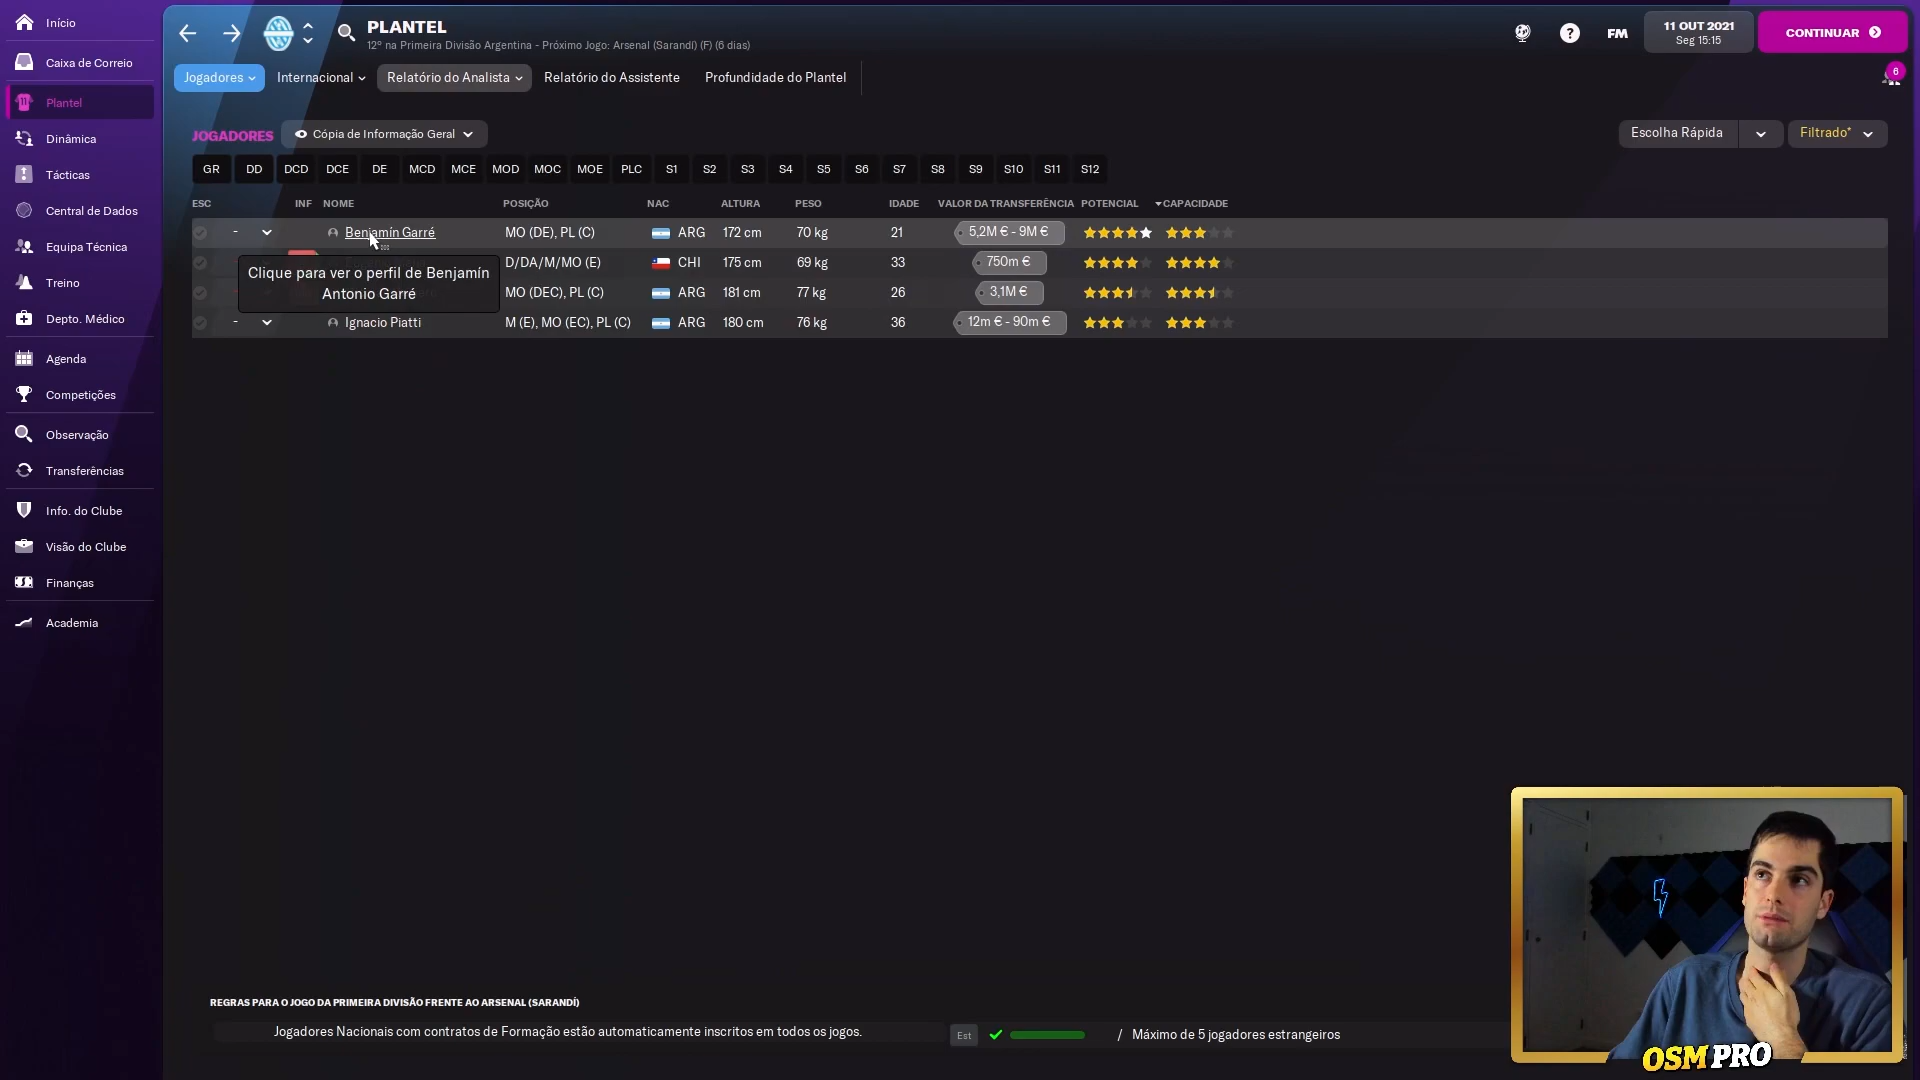 Início
Caixa de Correio
Plantel
Dinâmica
Tácticas
Central de Dados
Equipa Técnica
Treino
Depto. Médico
Agenda
Competições
Observação
Transferências
Info. do Clube
Visão do Clube
Finanças
Academia
PLANTEL
12º na Primeira Divisão Argentina - Próximo Jogo: Arsenal (Sarandí) (F) (6 dias)
FM
11 OUT 2021
Seg 15:15
CONTINUAR
Jogadores Internacional Relatório do Analista Relatório do Assistente Profundidade do Plantel
6
JOGADORES Cópia de Informação Geral Escolha Rápida Filtrado*
GR DD DCD DCE DE MCD MCE MOD MOC MOE PLC S1 S2 S3 S4 S5 S6 S7 S8 S9 S10 S11 S12
ESC INF NOME POSIÇÃO NAC ALTURA PESO IDADE VALOR DA TRANSFERÊNCIA POTENCIAL CAPACIDADE
- Benjamín Garré MO (DE), PL (C) ARG 172 cm 70 kg 21 5,2M € - 9M €
D/DA/M/MO (E) CHI 175 cm 69 kg 33 750m €
MO (DEC), PL (C) ARG 181 cm 77 kg 26 3,1M €
- Ignacio Piatti M (E), MO (EC), PL (C) ARG 180 cm 76 kg 36 12m € - 90m €
Clique para ver o perfil de Benjamín
Antonio Garré
REGRAS PARA O JOGO DA PRIMEIRA DIVISÃO FRENTE AO ARSENAL (SARANDÍ)
Jogadores Nacionais com contratos de Formação estão automaticamente inscritos em todos os jogos.
Est / Máximo de 5 jogadores estrangeiros
OSM PRO